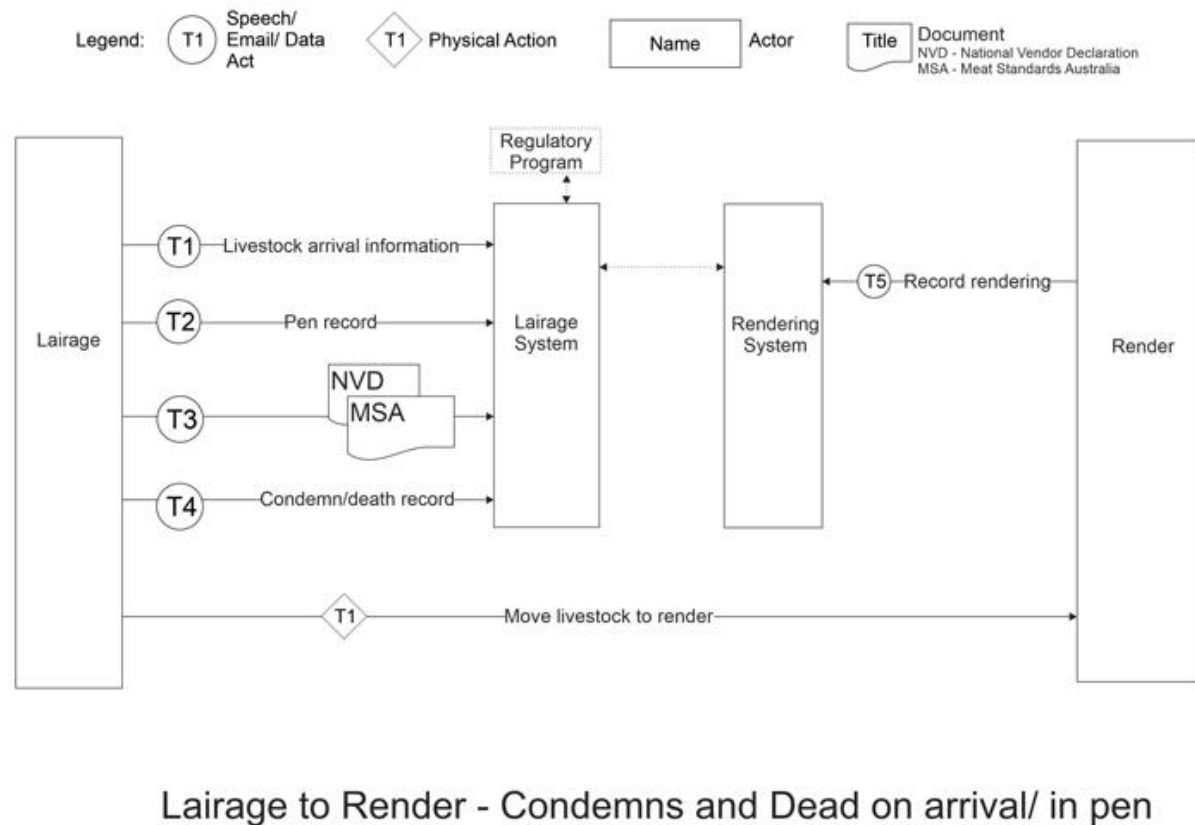 Legend:
T1
Speech/
Email/ Data
Act
T1
Physical Action
Name
Actor
Title
Document
NVD - National Vendor Declaration
MSA - Meat Standards Australia
Regulatory
Program
Lairage
T1
Livestock arrival information
T2
Pen record
T3
NVD
MSA
T4
Condemn/death record
Lairage
System
Rendering
System
T5
Record rendering
Render
T1
Move livestock to render
Lairage to Render - Condemns and Dead on arrival/ in pen